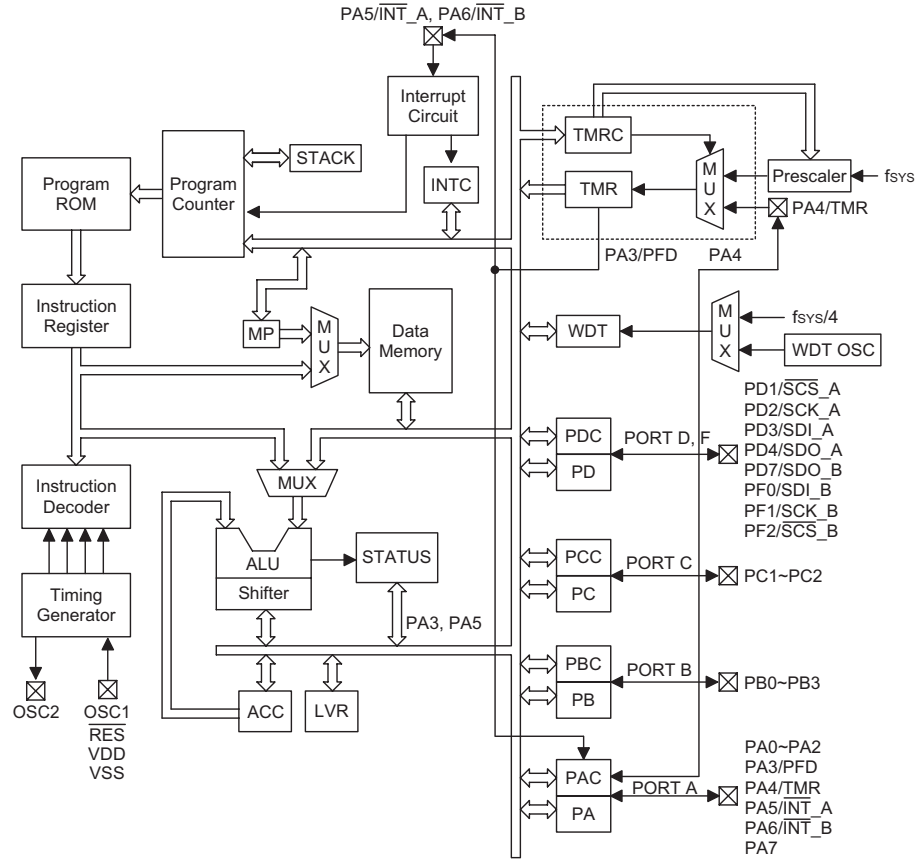 PA5/INT_A, PA6/INT_B
Interrupt
Circuit
INTC
STACK
Program
Counter
Program
ROM
Instruction
Register
MP
M
U
X
Data
Memory
TMRC
TMR
M
U
X
Prescaler
fSYS
PA4/TMR
PA3/PFD
PA4
WDT
M
U
X
fSYS/4
WDT OSC
PDC
PD
PORT D, F
PD1/SCS_A
PD2/SCK_A
PD3/SDI_A
PD4/SDO_A
PD7/SDO_B
PF0/SDI_B
PF1/SCK_B
PF2/SCS_B
Instruction
Decoder
MUX
ALU
Shifter
STATUS
PA3, PA5
Timing
Generator
OSC2
OSC1
RES
VDD
VSS
ACC
LVR
PCC
PC
PORT C
PC1~PC2
PBC
PB
PORT B
PB0~PB3
PAC
PA
PORT A
PA0~PA2
PA3/PFD
PA4/TMR
PA5/INT_A
PA6/INT_B
PA7